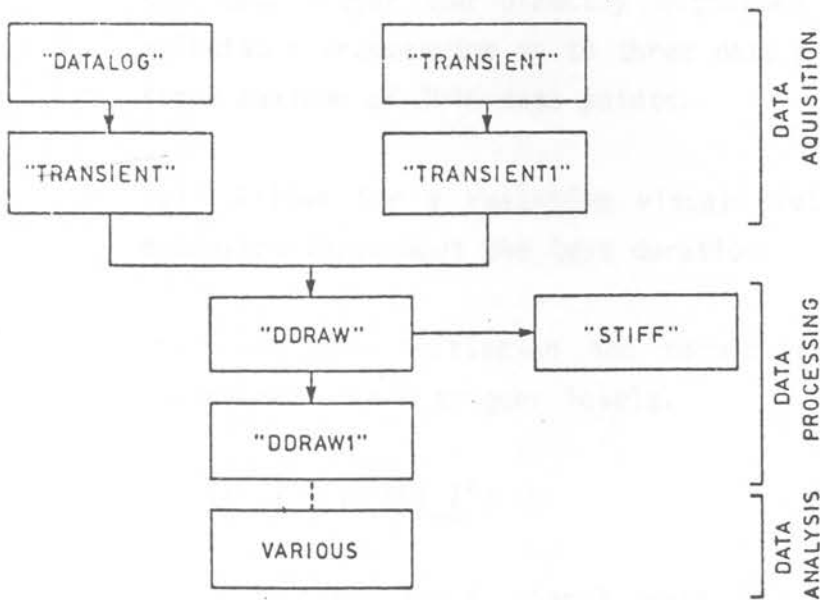 "DATALOG"
"TRANSIENT"
"TRANSIENT"
"TRANSIENT1"
DATA
AQUISITION
"DDRAW"
"STIFF"
"DDRAW1"
DATA
PROCESSING
VARIOUS
DATA
ANALYSIS